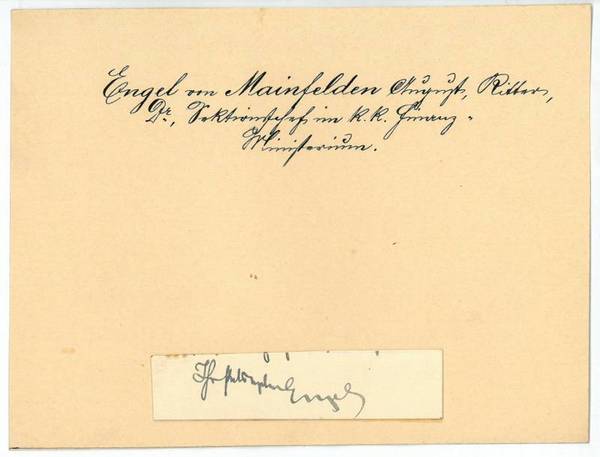 Engel von Mainfelden August, Ritter,
Dr., Sektionschef im k. k. Finanz-
Ministerium.
Engel